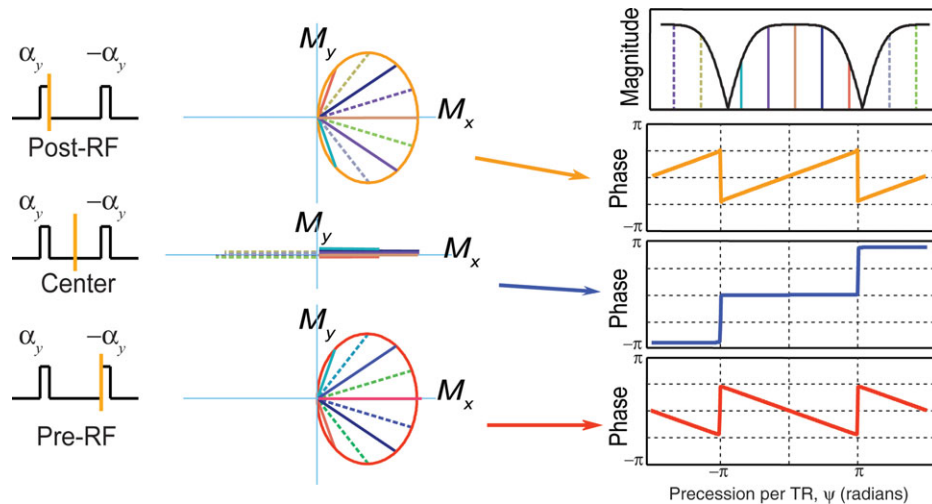 α_y −α_y
Post-RF
M_y
M_x
Magnitude
π
Phase
−π
α_y −α_y
Center
M_y
M_x
π
Phase
−π
α_y −α_y
Pre-RF
M_y
M_x
π
Phase
−π
−π π
Precession per TR, ψ (radians)